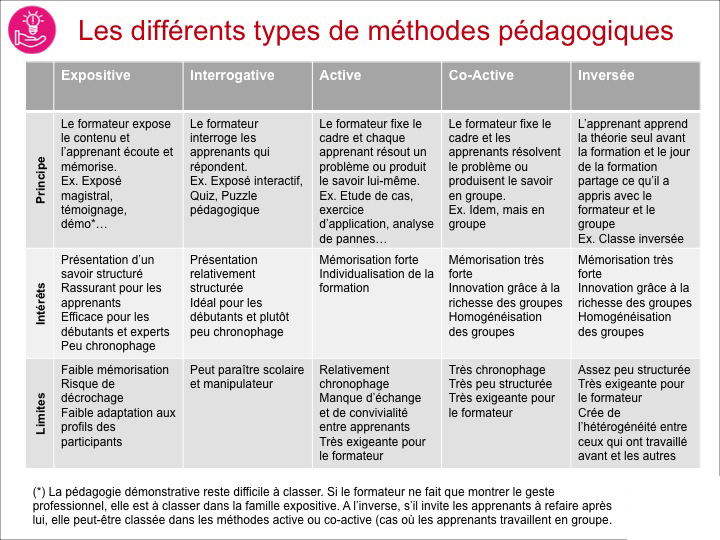 Les différents types de méthodes pédagogiques
Expositive
Interrogative
Active
Co-Active
Inversée
Principe
Le formateur expose
le contenu et
l'apprenant écoute et
mémorise.
Ex. Exposé
magistral,
témoignage,
démo*…
Le formateur
interroge les
apprenants qui
répondent.
Ex. Exposé interactif,
Quiz, Puzzle
pédagogique
Le formateur fixe le
cadre et chaque
apprenant résout un
problème ou produit
le savoir lui-même.
Ex. Etude de cas,
exercice
d'application, analyse
de pannes…
Le formateur fixe le
cadre et les
apprenants résolvent
le problème ou
produisent le savoir
en groupe.
Ex. Idem, mais en
groupe
L'apprenant apprend
la théorie seul avant
la formation et le jour
de la formation
partage ce qu'il a
appris avec le
formateur et le
groupe
Ex. Classe inversée
Intérêts
Présentation d'un
savoir structuré
Rassurant pour les
apprenants
Efficace pour les
débutants et experts
Peu chronophage
Présentation
relativement
structurée
Idéal pour les
débutants et plutôt
peu chronophage
Mémorisation forte
Individualisation de la
formation
Mémorisation très
forte
Innovation grâce à la
richesse des groupes
Homogénéisation
des groupes
Mémorisation très
forte
Innovation grâce à la
richesse des groupes
Homogénéisation
des groupes
Limites
Faible mémorisation
Risque de
décrochage
Faible adaptation aux
profils des
participants
Peut paraître scolaire
et manipulateur
Relativement
chronophage
Manque d'échange
et de convivialité
entre apprenants
Très exigeante pour
le formateur
Très chronophage
Très peu structurée
Très exigeante pour
le formateur
Assez peu structurée
Très exigeante pour
le formateur
Crée de
l'hétérogénéité entre
ceux qui ont travaillé
avant et les autres
(*) La pédagogie démonstrative reste difficile à classer. Si le formateur ne fait que montrer le geste
professionnel, elle est à classer dans la famille expositive. A l'inverse, s'il invite les apprenants à refaire après
lui, elle peut-être classée dans les méthodes active ou co-active (cas où les apprenants travaillent en groupe.